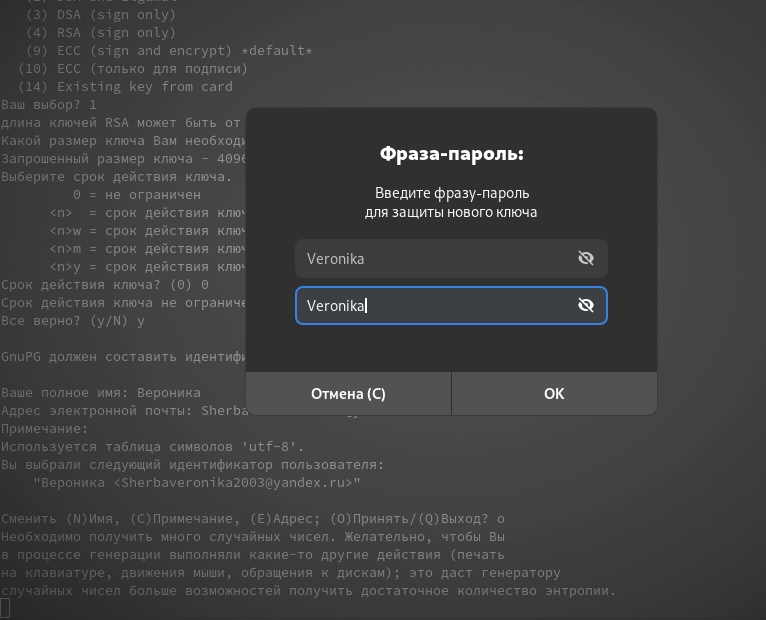 (3) DSA (sign only)
(4) RSA (sign only)
(9) ECC (sign and encrypt) *default*
(10) ECC (только для подписи)
(14) Existing key from card
Ваш выбор? 1
длина ключей RSA может быть от
Какой размер ключа Вам необходи
Запрошенный размер ключа - 4096
Выберите срок действия ключа.
0 = не ограничен
<n>  = срок действия ключ
<n>w = срок действия ключ
<n>m = срок действия ключ
<n>y = срок действия ключ
Срок действия ключа? (0) 0
Срок действия ключа не ограниче
Все верно? (y/N) y
GnuPG должен составить идентифи
Ваше полное имя: Вероника
Адрес электронной почты: Sherba
Примечание:
Используется таблица символов 'utf-8'.
Вы выбрали следующий идентификатор пользователя:
"Вероника <Sherbaveronika2003@yandex.ru>"
Сменить (N)Имя, (C)Примечание, (E)Адрес; (O)Принять/(Q)Выход? o
Необходимо получить много случайных чисел. Желательно, чтобы Вы
в процессе генерации выполняли какие-то другие действия (печать
на клавиатуре, движения мыши, обращения к дискам); это даст генератору
случайных чисел больше возможностей получить достаточное количество энтропии.
Фраза-пароль:
Введите фразу-пароль
для защиты нового ключа
Veronika
Veronika
Отмена (C)
OK